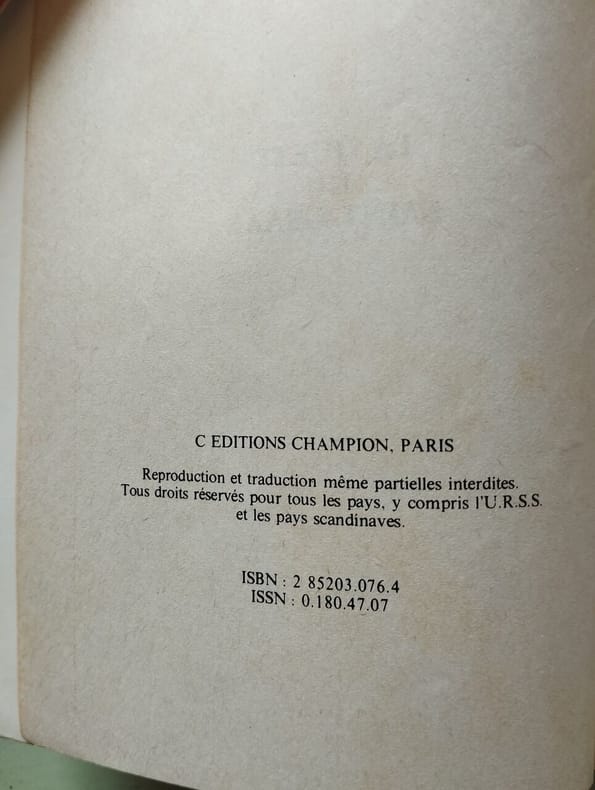 C EDITIONS CHAMPION, PARIS
Reproduction et traduction même partielles interdites.
Tous droits réservés pour tous les pays, y compris l'U.R.S.S.
et les pays scandinaves.
ISBN : 2 85203.076.4
ISSN : 0.180.47.07